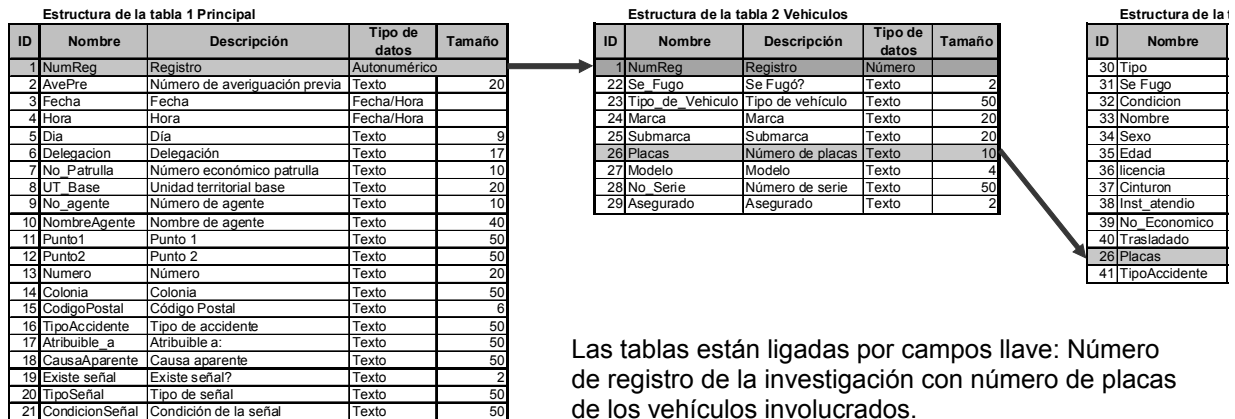 Estructura de la tabla 1 Principal
ID Nombre Descripción Tipo de datos Tamaño
1 NumReg Registro Autonumérico
2 AvePre Número de averiguación previa Texto 20
3 Fecha Fecha Fecha/Hora
4 Hora Hora Fecha/Hora
5 Dia Día Texto 9
6 Delegacion Delegación Texto 17
7 No_Patrulla Número económico patrulla Texto 10
8 UT_Base Unidad territorial base Texto 20
9 No_agente Número de agente Texto 10
10 NombreAgente Nombre de agente Texto 40
11 Punto1 Punto 1 Texto 50
12 Punto2 Punto 2 Texto 50
13 Numero Número Texto 20
14 Colonia Colonia Texto 50
15 CodigoPostal Código Postal Texto 6
16 TipoAccidente Tipo de accidente Texto 50
17 Atribuible_a Atribuible a: Texto 50
18 CausaAparente Causa aparente Texto 50
19 Existe señal Existe señal? Texto 2
20 TipoSeñal Tipo de señal Texto 50
21 CondicionSeñal Condición de la señal Texto 50
Estructura de la tabla 2 Vehiculos
ID Nombre Descripción Tipo de datos Tamaño
1 NumReg Registro Número
22 Se_Fugo Se Fugó? Texto 2
23 Tipo_de_Vehiculo Tipo de vehículo Texto 50
24 Marca Marca Texto 20
25 Submarca Submarca Texto 20
26 Placas Número de placas Texto 10
27 Modelo Modelo Texto 4
28 No_Serie Número de serie Texto 50
29 Asegurado Asegurado Texto 2
Estructura de la
ID Nombre
30 Tipo
31 Se Fugo
32 Condicion
33 Nombre
34 Sexo
35 Edad
36 licencia
37 Cinturon
38 Inst_atendio
39 No_Economico
40 Trasladado
26 Placas
41 TipoAccidente
Las tablas están ligadas por campos llave: Número
de registro de la investigación con número de placas
de los vehículos involucrados.